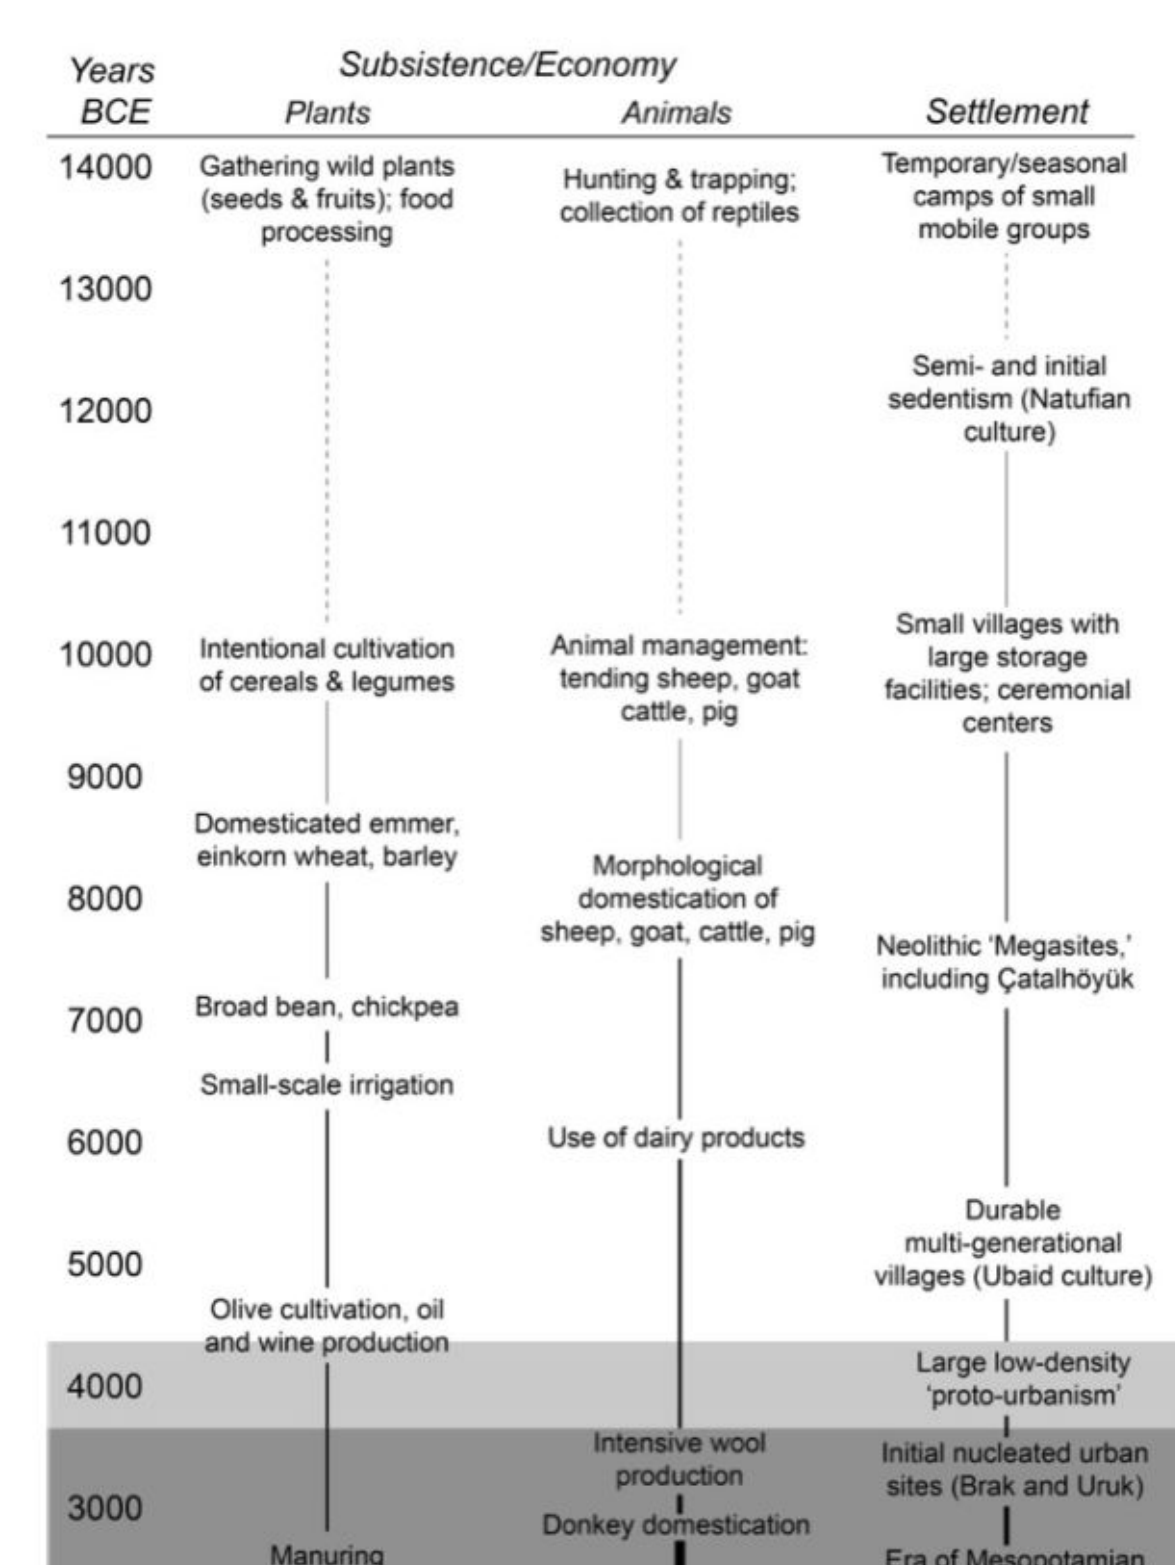 Years
BCE
Subsistence/Economy
Plants
Animals
Settlement
14000
Gathering wild plants
(seeds & fruits); food
processing
Hunting & trapping;
collection of reptiles
Temporary/seasonal
camps of small
mobile groups
13000
Semi- and initial
sedentism (Natufian
culture)
12000
11000
10000
Intentional cultivation
of cereals & legumes
Animal management:
tending sheep, goat
cattle, pig
Small villages with
large storage
facilities; ceremonial
centers
9000
Domesticated emmer,
einkorn wheat, barley
Morphological
domestication of
sheep, goat, cattle, pig
8000
Neolithic ‘Megasites,’
including Çatalhöyük
7000
Broad bean, chickpea
Small-scale irrigation
6000
Use of dairy products
Durable
multi-generational
villages (Ubaid culture)
5000
Olive cultivation, oil
and wine production
Large low-density
‘proto-urbanism’
4000
Intensive wool
production
Initial nucleated urban
sites (Brak and Uruk)
3000
Donkey domestication
Manuring
Era of Mesopotamian